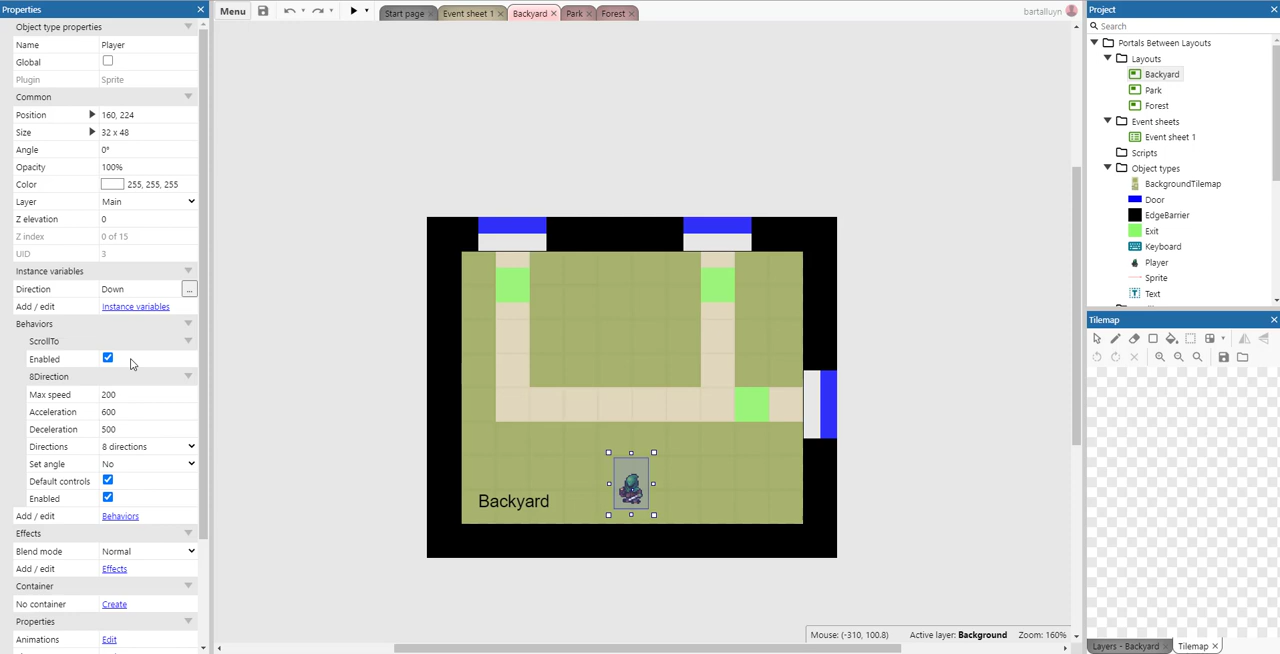 Properties
Object type properties
Name Player
Global
Plugin Sprite
Common
Position 160, 224
Size 32 x 48
Angle 0°
Opacity 100%
Color 255, 255, 255
Layer Main
Z elevation 0
Z index 0 of 15
UID 3
Instance variables
Direction Down ...
Add / edit Instance variables
Behaviors
ScrollTo
Enabled
8Direction
Max speed 200
Acceleration 600
Deceleration 500
Directions 8 directions
Set angle No
Default controls
Enabled
Add / edit Behaviors
Effects
Blend mode Normal
Add / edit Effects
Container
No container Create
Properties
Animations Edit
Menu
Start page
Event sheet 1
Backyard
Park
Forest
bartalluyn
Backyard
Mouse: (-310, 100.8) Active layer: Background Zoom: 160%
Project
Search
Portals Between Layouts
Layouts
Backyard
Park
Forest
Event sheets
Event sheet 1
Scripts
Object types
BackgroundTilemap
Door
EdgeBarrier
Exit
Keyboard
Player
Sprite
Text
Tilemap
Layers - Backyard
Tilemap